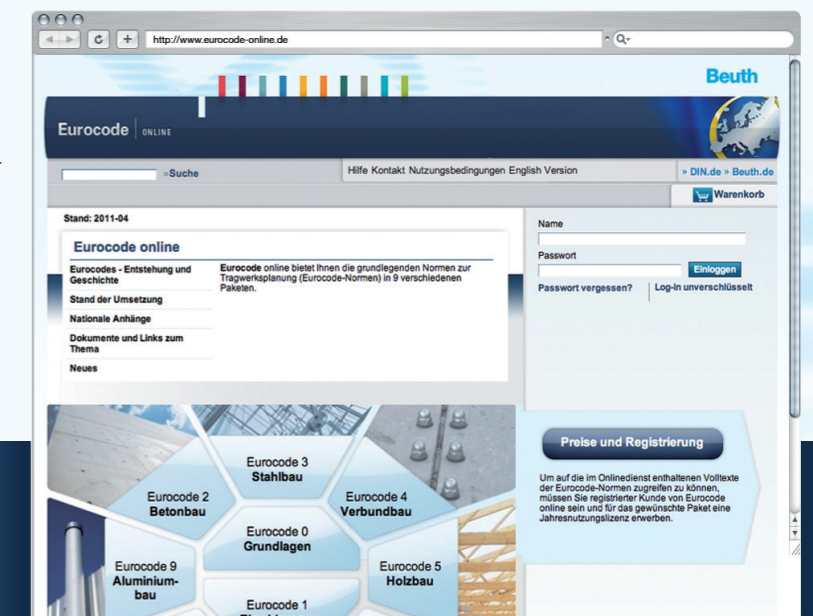 http://www.eurocode-online.de
Beuth
Eurocode ONLINE
»Suche
Hilfe Kontakt Nutzungsbedingungen English Version
» DIN.de » Beuth.de
Warenkorb
Stand: 2011-04
Eurocode online
Eurocodes - Entstehung und
Geschichte
Stand der Umsetzung
Nationale Anhänge
Dokumente und Links zum
Thema
Neues
Eurocode online bietet Ihnen die grundlegenden Normen zur
Tragwerksplanung (Eurocode-Normen) in 9 verschiedenen
Paketen.
Name
Passwort
Einloggen
Passwort vergessen?
Log-in unverschlüsselt
Eurocode 3
Stahlbau
Eurocode 2
Betonbau
Eurocode 4
Verbundbau
Eurocode 0
Grundlagen
Eurocode 9
Aluminium-
bau
Eurocode 5
Holzbau
Eurocode 1
Preise und Registrierung
Um auf die im Onlinedienst enthaltenen Volltexte
der Eurocode-Normen zugreifen zu können,
müssen Sie registrierter Kunde von Eurocode
online sein und für das gewünschte Paket eine
Jahresnutzungslizenz erwerben.